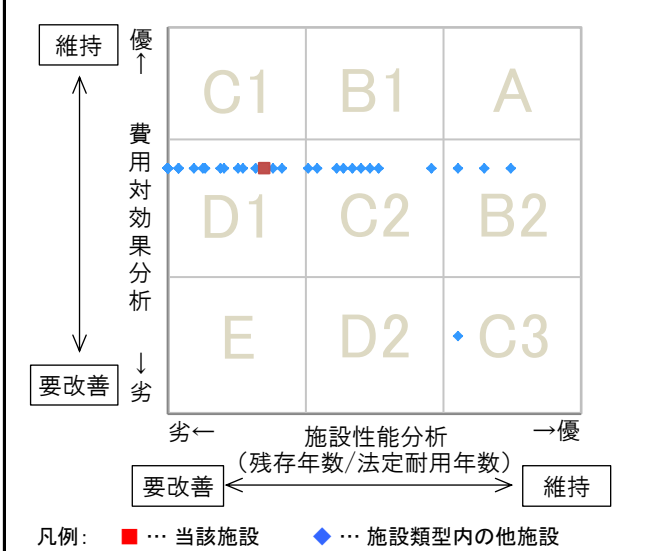 維持
優
↑
費用対効果分析
↓
劣
要改善
C1 B1 A
D1 C2 B2
E D2 C3
劣← 施設性能分析 →優
（残存年数/法定耐用年数）
要改善 維持
凡例： ■ … 当該施設 ◆ … 施設類型内の他施設